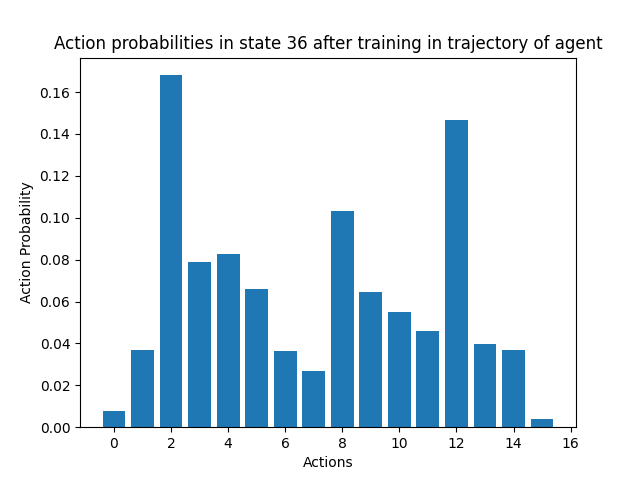 Action probabilities in state 36 after training in trajectory of agent
0.16
0.14
0.12
0.10
0.08
0.06
0.04
0.02
0.00
Action Probability
0 2 4 6 8 10 12 14 16
Actions